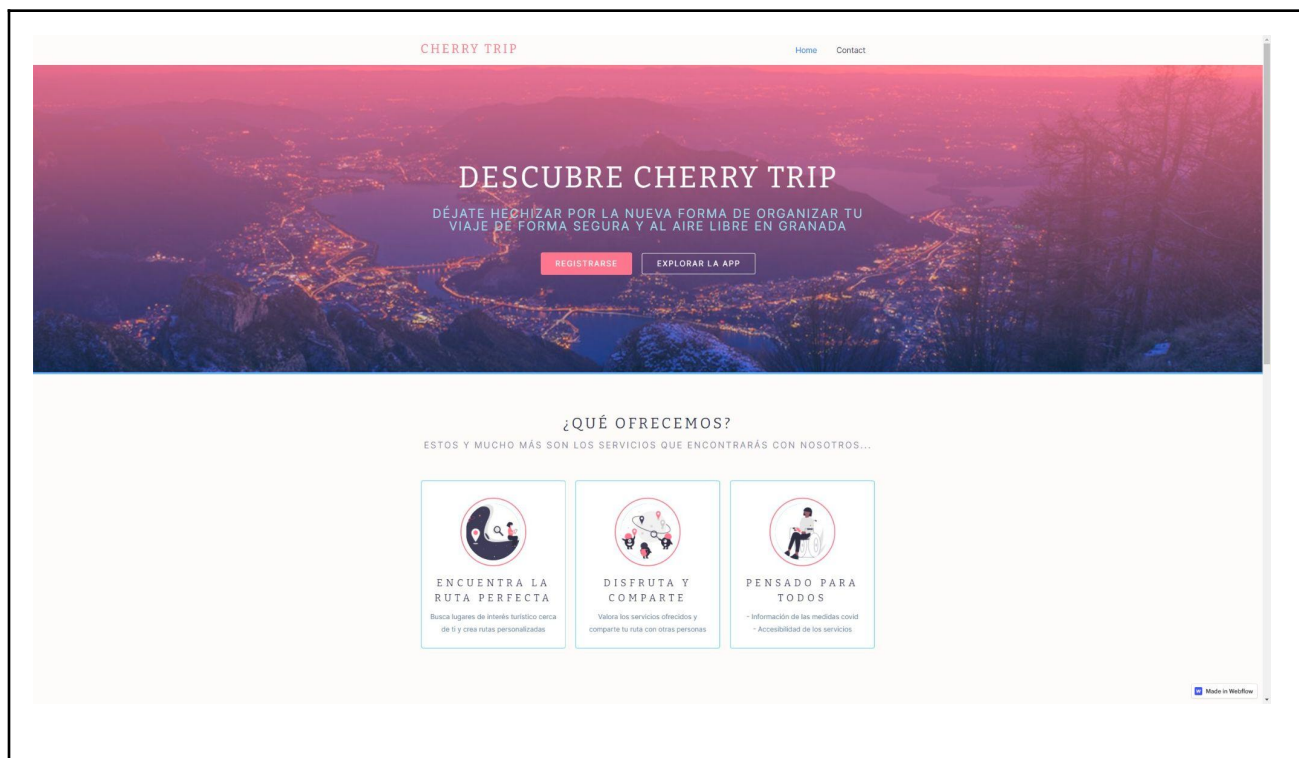 CHERRY TRIP
Home Contact
DESCUBRE CHERRY TRIP
DÉJATE HECHIZAR POR LA NUEVA FORMA DE ORGANIZAR TU
VIAJE DE FORMA SEGURA Y AL AIRE LIBRE EN GRANADA
REGISTRARSE EXPLORAR LA APP
¿QUÉ OFRECEMOS?
ESTOS Y MUCHO MÁS SON LOS SERVICIOS QUE ENCONTRARÁS CON NOSOTROS...
ENCUENTRA LA
RUTA PERFECTA
Busca lugares de interés turístico cerca
de ti y crea rutas personalizadas
DISFRUTA Y
COMPARTE
Valora los servicios ofrecidos y
comparte tu ruta con otras personas
PENSADO PARA
TODOS
- Información de las medidas covid
- Accesibilidad de los servicios
W Made in Webflow